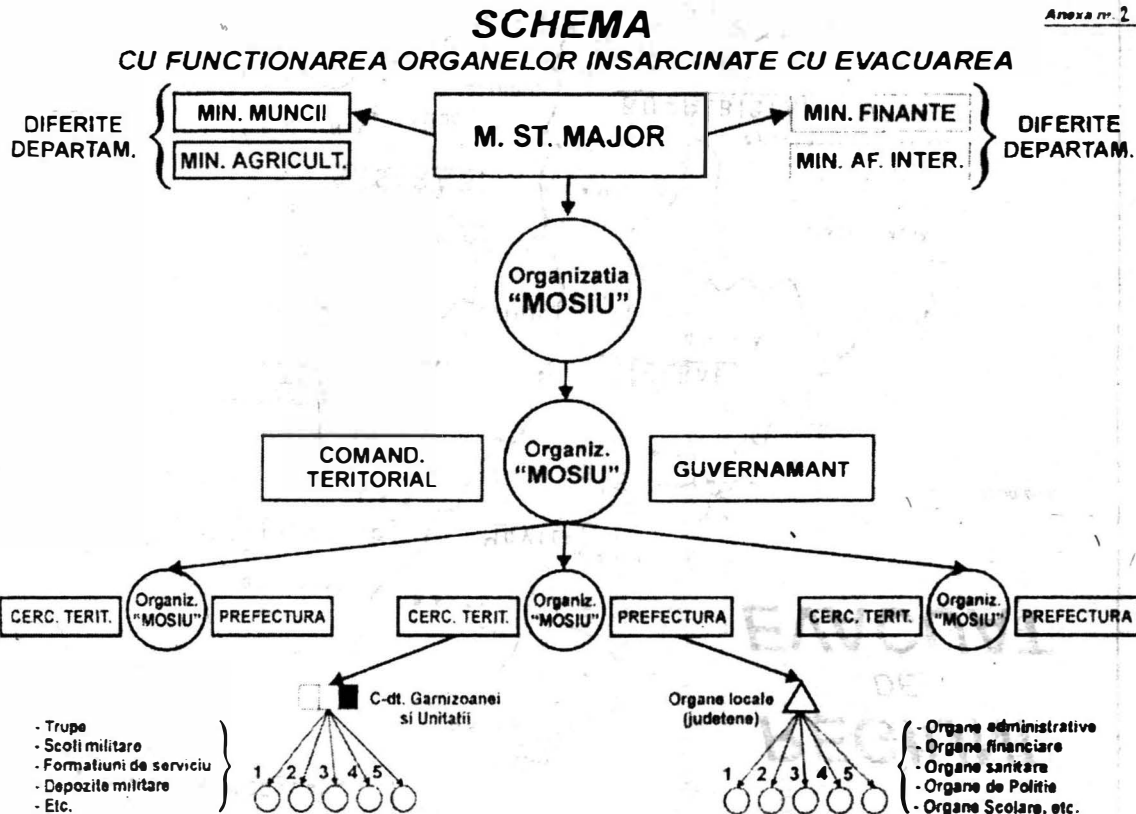 Anexa nr. 2
SCHEMA
CU FUNCTIONAREA ORGANELOR INSARCINATE CU EVACUAREA
DIFERITE
DEPARTAM.
MIN. MUNCII
MIN. AGRICULT.
M. ST. MAJOR
MIN. FINANTE
MIN. AF. INTER.
DIFERITE
DEPARTAM.
Organizatia
“MOSIU”
COMAND.
TERITORIAL
Organiz.
“MOSIU”
GUVERNAMANT
CERC. TERIT.
Organiz.
“MOSIU”
PREFECTURA
CERC. TERIT.
Organiz.
“MOSIU”
PREFECTURA
CERC. TERIT.
Organiz.
“MOSIU”
PREFECTURA
C-dt. Garnizoanei
si Unitatii
Organe locale
(judetene)
- Trupe
- Scoli militare
- Formatiuni de serviciu
- Depozite militare
- Etc.
1 2 3 4 5
1 2 3 4 5
- Organe administrative
- Organe financiare
- Organe sanitare
- Organe de Politie
- Organe Scolare, etc.